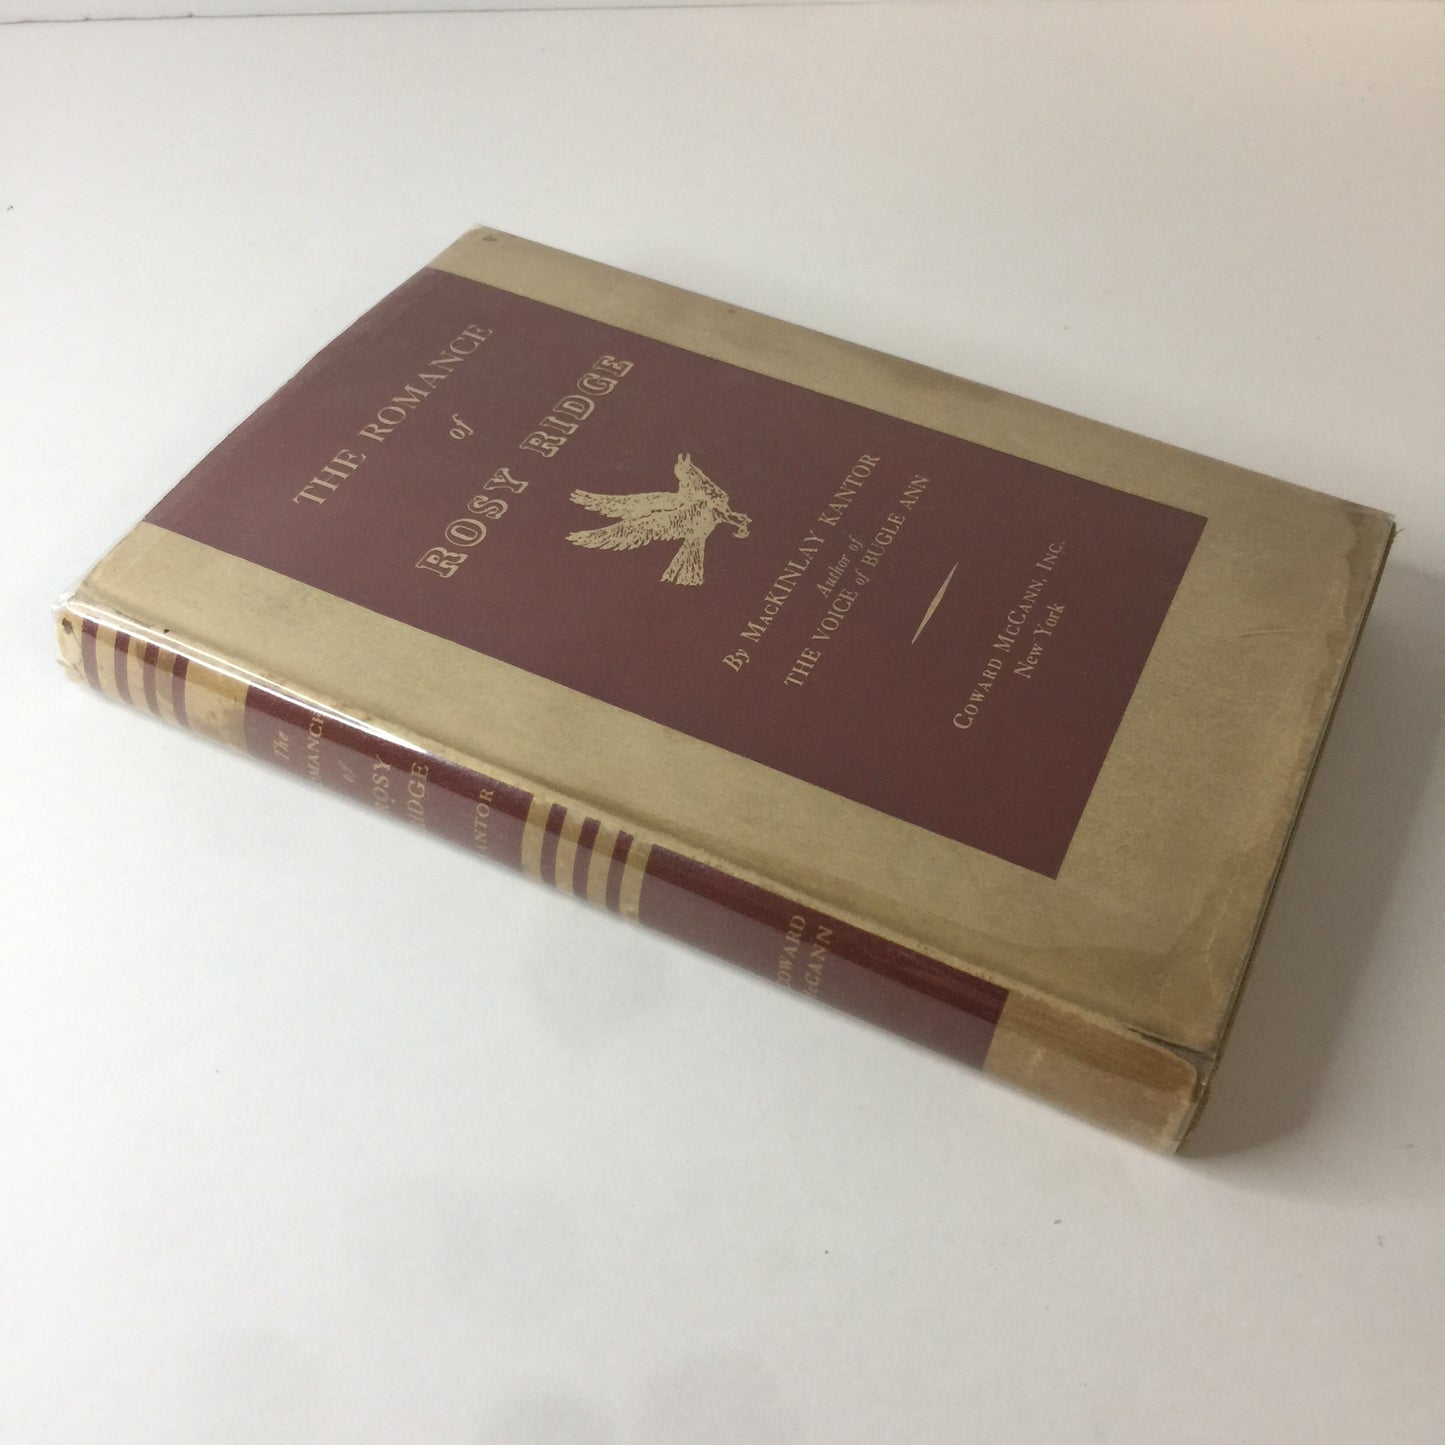 THE ROMANCE
of
ROSY RIDGE
By MACKINLAY KANTOR
Author of
THE VOICE of BUGLE ANN
COWARD MCCANN, INC.
New York
The
ROMANCE
of
ROSY
RIDGE
KANTOR
COWARD
McCANN